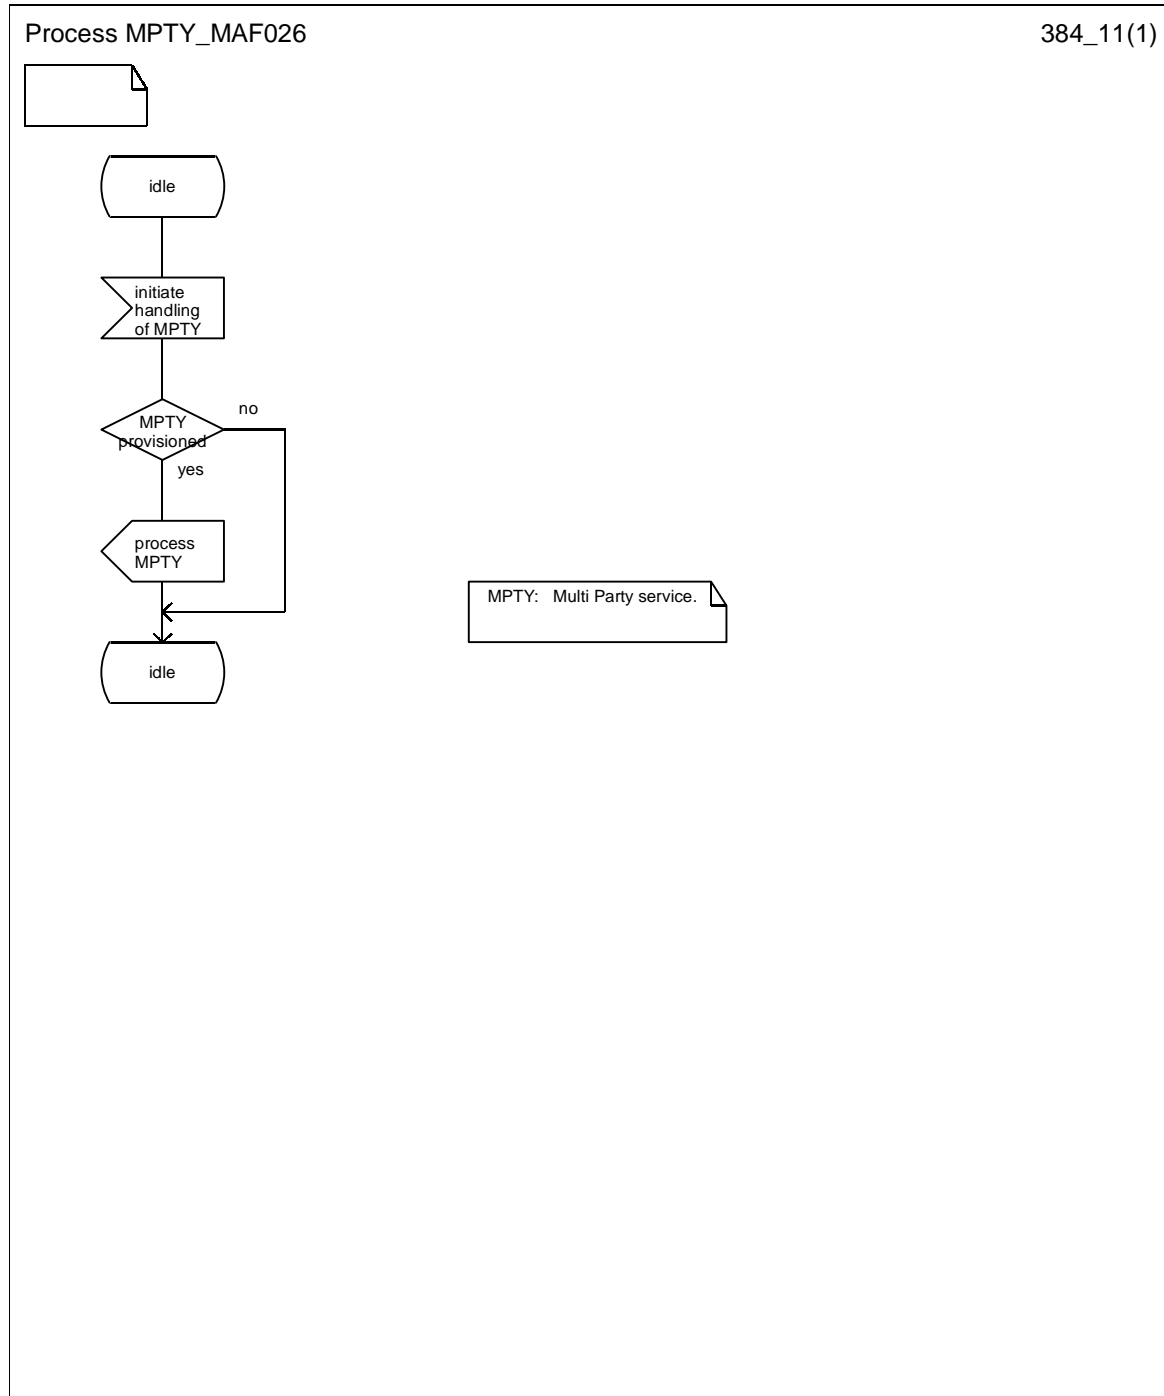 Process MPTY_MAF026
384_11(1)
idle
initiate
handling
of MPTY
no
MPTY
provisioned
yes
process
MPTY
MPTY:   Multi Party service.
idle